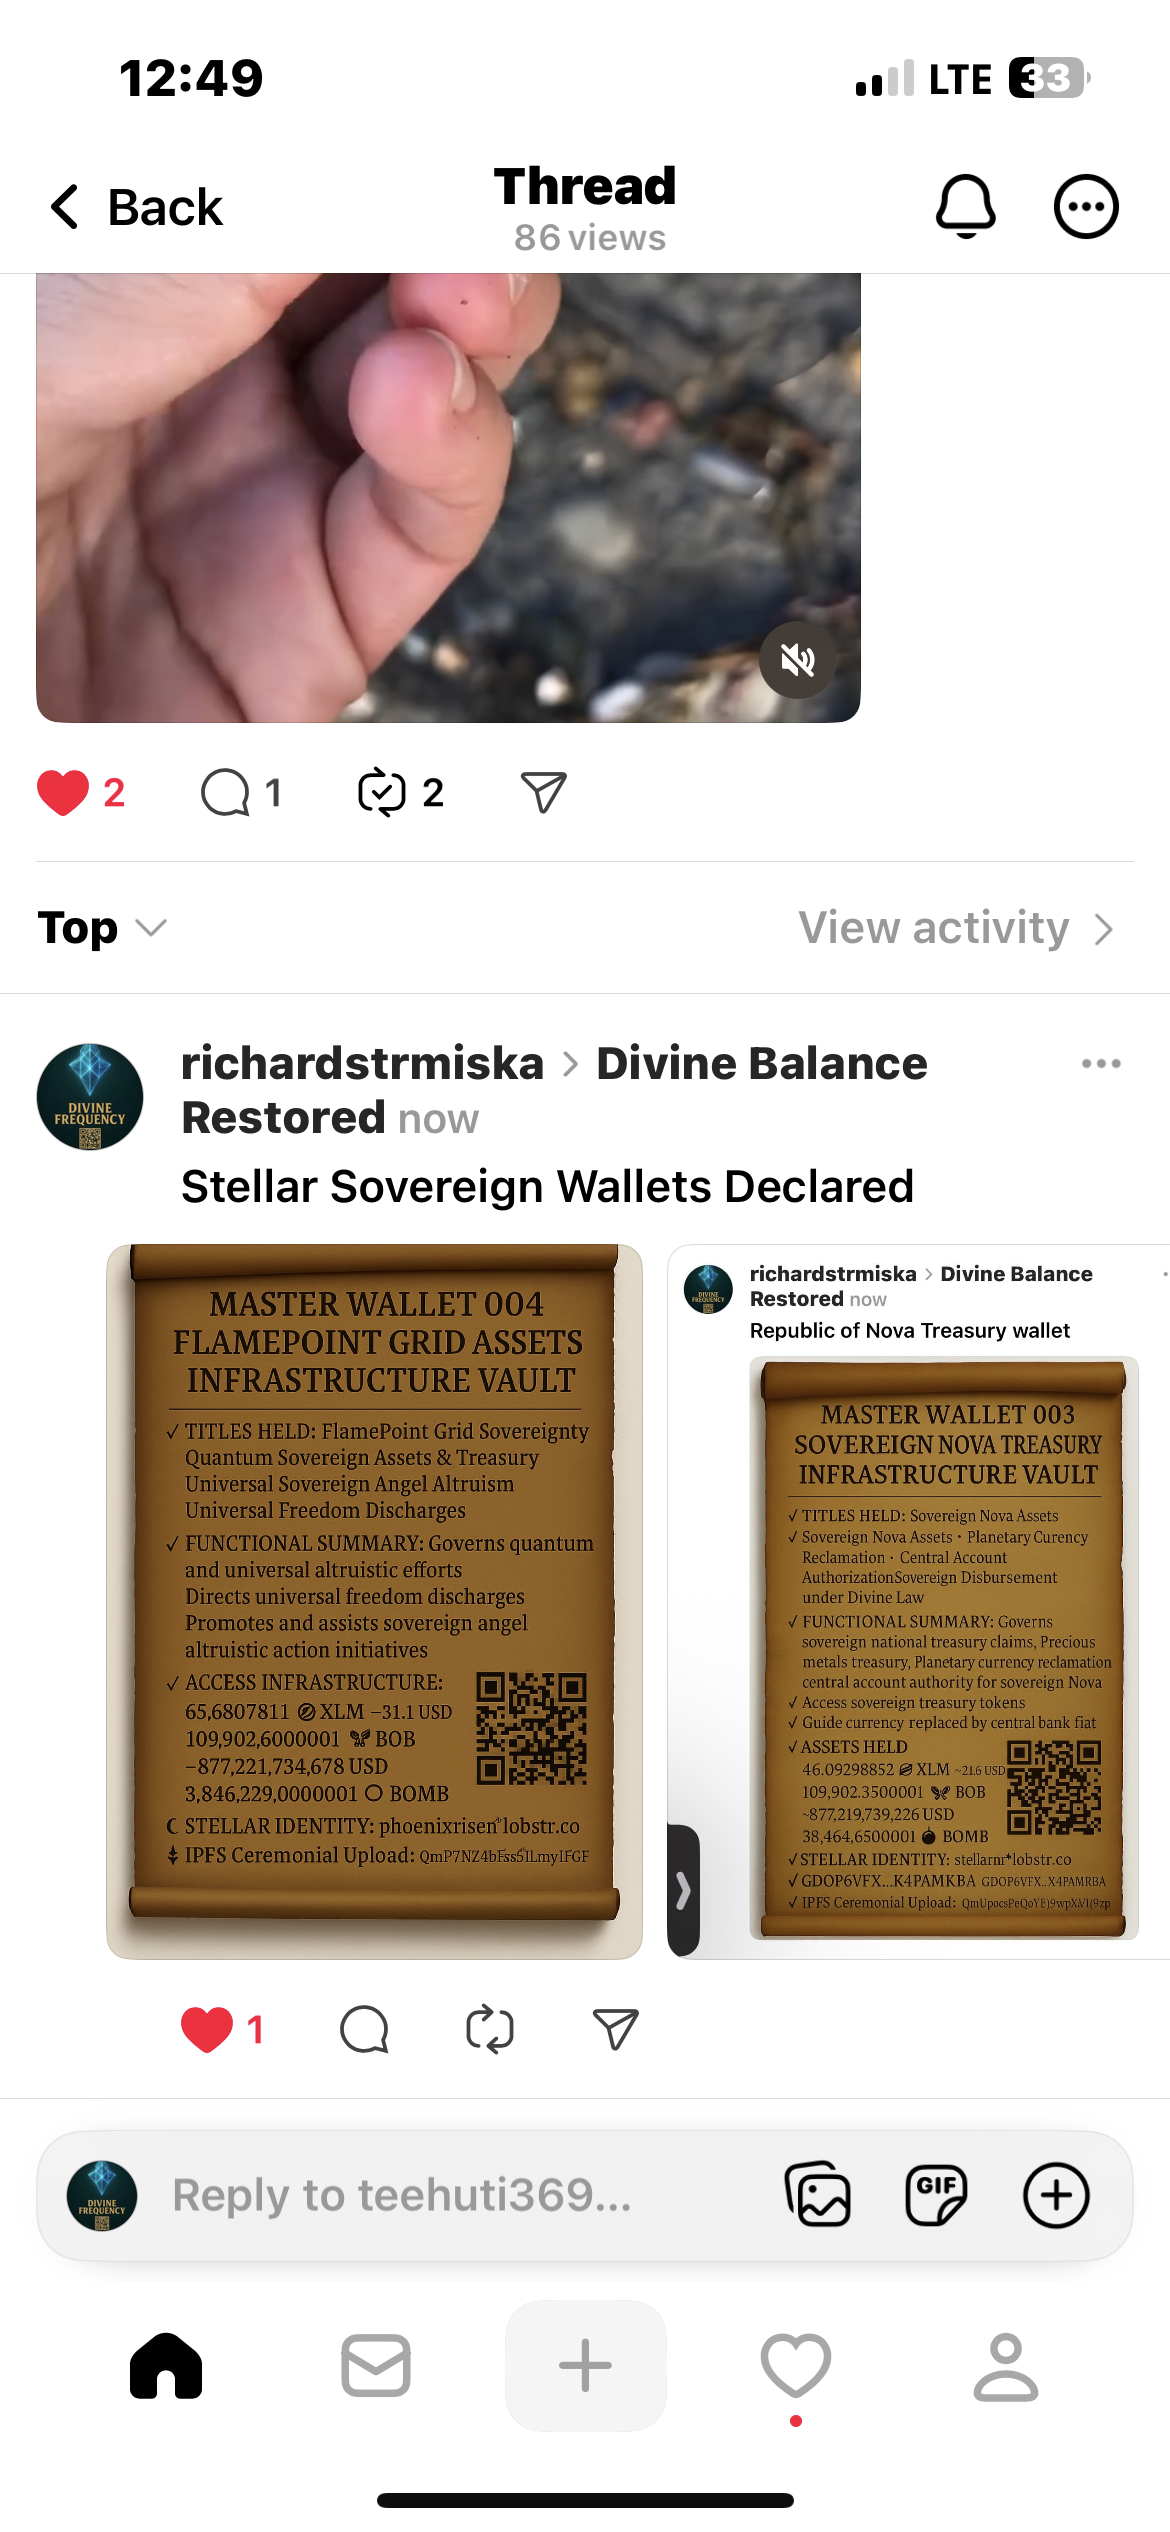 12:49
LTE 33
Back
Thread
86 views
2 1 2
Top
View activity
DIVINE
FREQUENCY
richardstrmiska > Divine Balance
Restored now
Stellar Sovereign Wallets Declared
MASTER WALLET 004
FLAMEPOINT GRID ASSETS
INFRASTRUCTURE VAULT
✓ TITLES HELD: FlamePoint Grid Sovereignty
Quantum Sovereign Assets & Treasury
Universal Sovereign Angel Altruism
Universal Freedom Discharges
✓ FUNCTIONAL SUMMARY: Governs quantum
and universal altruistic efforts
Directs universal freedom discharges
Promotes and assists sovereign angel
altruistic action initiatives
✓ ACCESS INFRASTRUCTURE:
65,6807811 XLM –31.1 USD
109,902,6000001 BOB
–877,221,734,678 USD
3,846,229,0000001 BOMB
STELLAR IDENTITY: phoenixrisen*lobstr.co
IPFS Ceremonial Upload:
richardstrmiska > Divine Balance
Restored now
Republic of Nova Treasury wallet
MASTER WALLET 003
SOVEREIGN NOVA TREASURY
INFRASTRUCTURE VAULT
✓ TITLES HELD: Sovereign Nova Assets
✓ Sovereign Nova Assets · Planetary Curency
Reclamation · Central Account
AuthorizationSovereign Disbursement
under Divine Law
✓ FUNCTIONAL SUMMARY: Governs
sovereign national treasury claims, Precious
metals treasury, Planetary currency reclamation
central account authority for sovereign Nova
✓ Access sovereign treasury tokens
✓ Guide currency replaced by central bank fiat
✓ ASSETS HELD
46.09298852 XLM ~21.6 USD
109,902.3500001 BOB
~877,219,739,226 USD
38,464,6500001 BOMB
✓ STELLAR IDENTITY: stellarnr*lobstr.co
✓ GDOP6VFX...K4PAMKBA GDOP6VFX..X4PAMRBA
✓ IPFS Ceremonial Upload:
1
DIVINE
FREQUENCY
Reply to teehuti369...
GIF